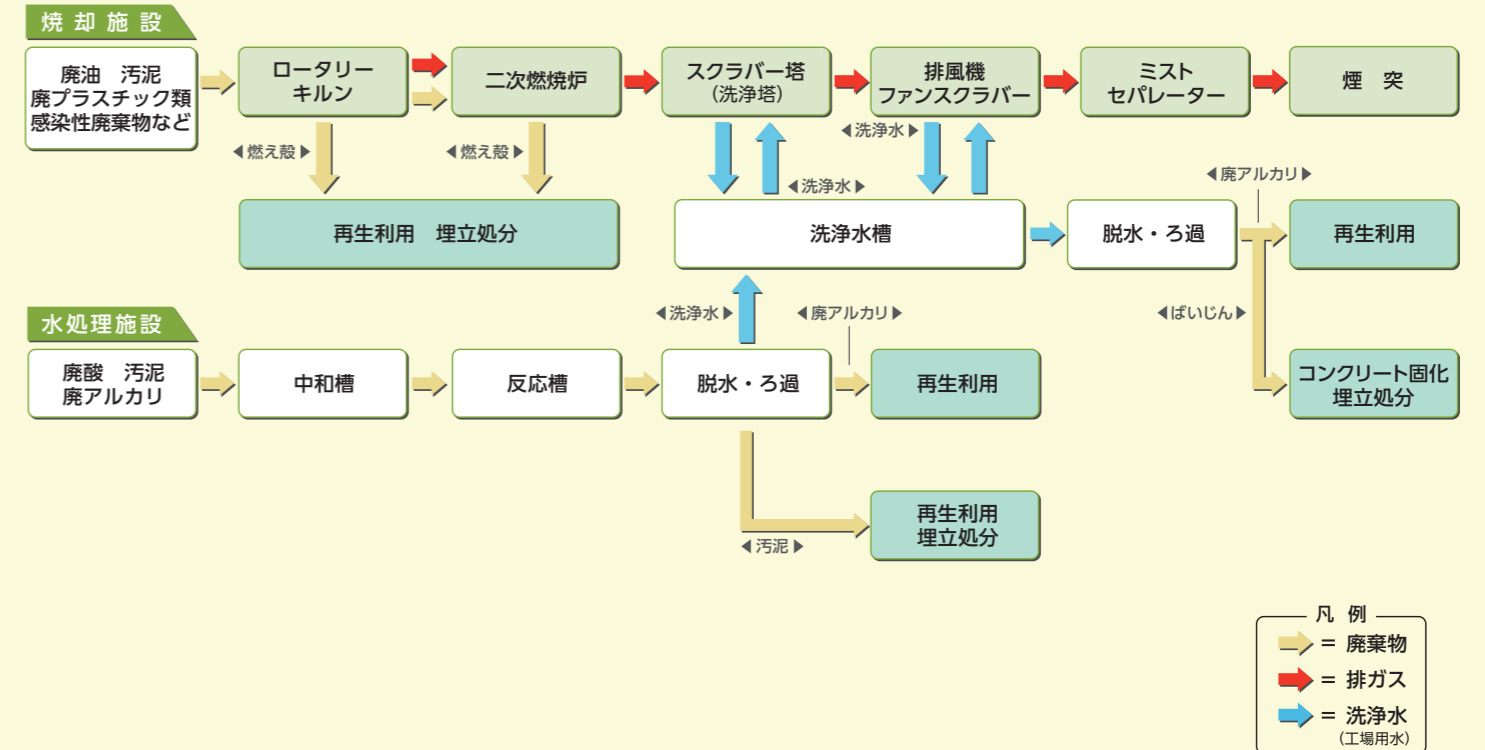 焼却施設
廃油　汚泥
廃プラスチック類
感染性廃棄物など
ロータリー
キルン
二次燃焼炉
スクラバー塔
(洗浄塔)
排風機
ファンスクラバー
ミスト
セパレーター
煙　突
◀燃え殻▶
◀燃え殻▶
◀洗浄水▶
◀洗浄水▶
◀廃アルカリ▶
再生利用　埋立処分
洗浄水槽
脱水・ろ過
再生利用
水処理施設
◀洗浄水▶
◀廃アルカリ▶
◀ばいじん▶
廃酸　汚泥
廃アルカリ
中和槽
反応槽
脱水・ろ過
再生利用
コンクリート固化
埋立処分
再生利用
埋立処分
◀汚泥▶
凡 例
= 廃棄物
= 排ガス
= 洗浄水
(工場用水)